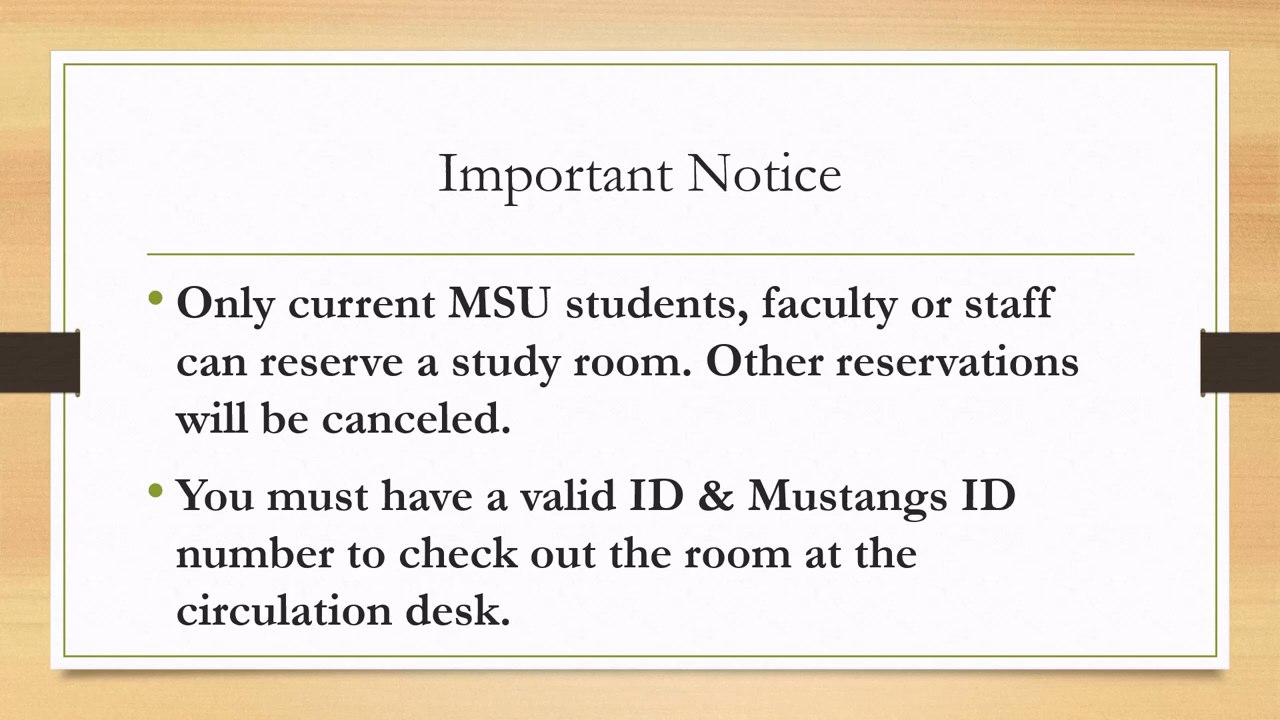 Important Notice
• Only current MSU students, faculty or staff
can reserve a study room. Other reservations
will be canceled.
• You must have a valid ID & Mustangs ID
number to check out the room at the
circulation desk.